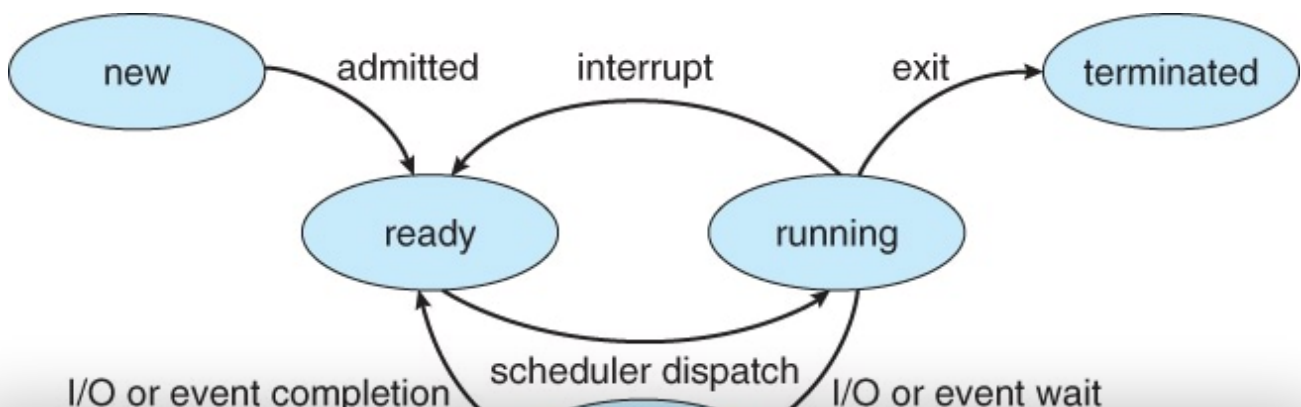 new
admitted
interrupt
exit
terminated
ready
running
scheduler dispatch
I/O or event completion
I/O or event wait